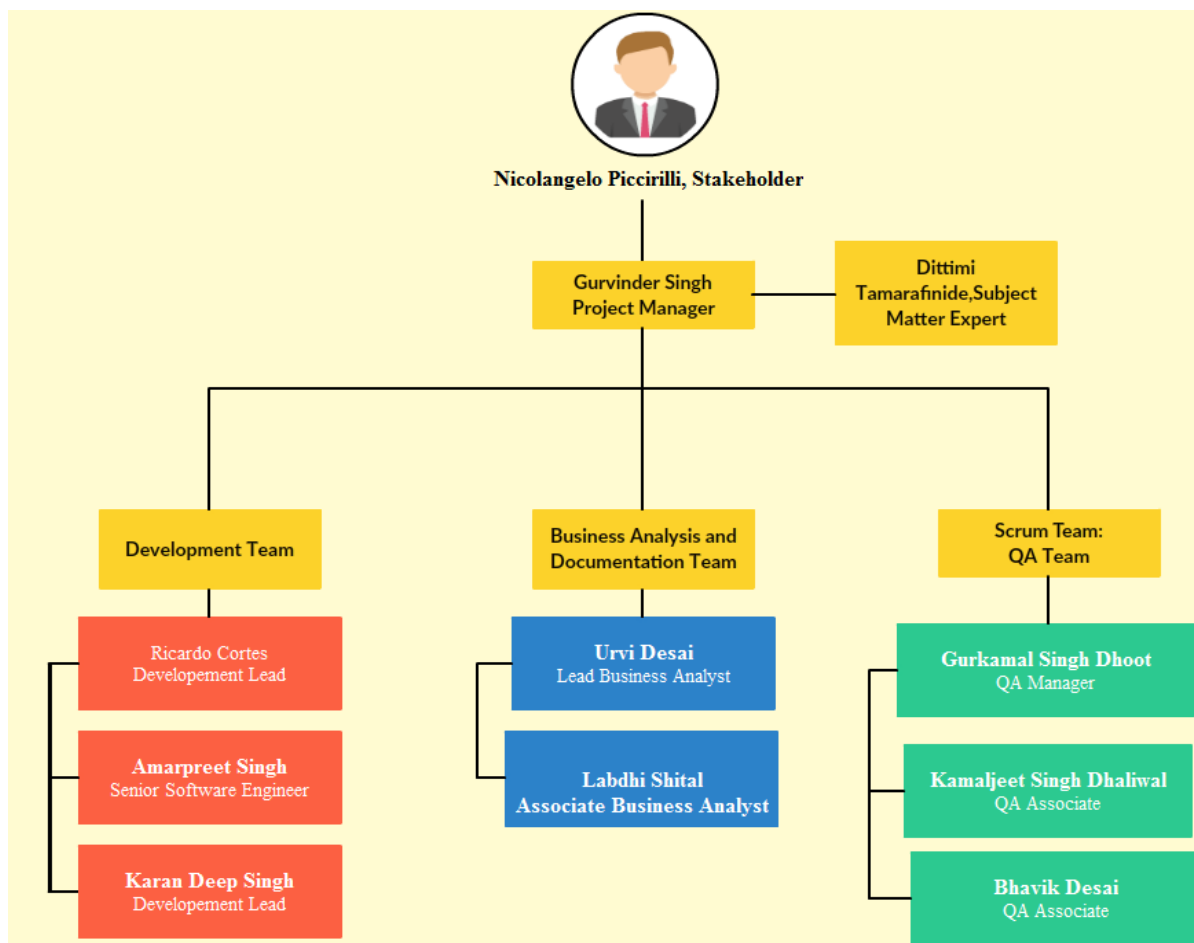 Nicolangelo Piccirilli, Stakeholder
Gurvinder Singh
Project Manager
Dittimi
Tamarafinide,Subject
Matter Expert
Development Team
Business Analysis and
Documentation Team
Scrum Team:
QA Team
Ricardo Cortes
Developement Lead
Amarpreet Singh
Senior Software Engineer
Karan Deep Singh
Developement Lead
Urvi Desai
Lead Business Analyst
Labdhi Shital
Associate Business Analyst
Gurkamal Singh Dhoot
QA Manager
Kamaljeet Singh Dhaliwal
QA Associate
Bhavik Desai
QA Associate